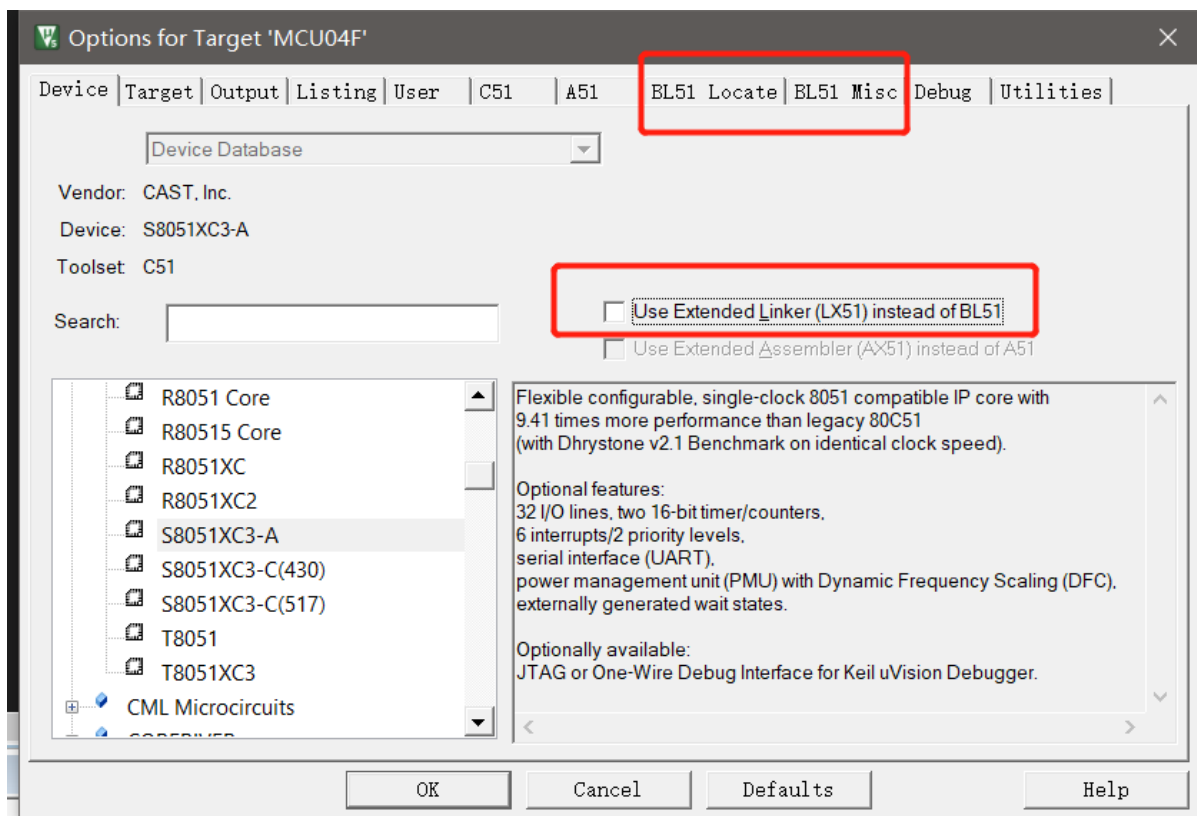 Options for Target 'MCU04F'
Device Target Output Listing User C51 A51 BL51 Locate BL51 Misc Debug Utilities
Device Database
Vendor: CAST, Inc.
Device: S8051XC3-A
Toolset: C51
Search:
Use Extended Linker (LX51) instead of BL51
Use Extended Assembler (AX51) instead of A51
R8051 Core
R80515 Core
R8051XC
R8051XC2
S8051XC3-A
S8051XC3-C(430)
S8051XC3-C(517)
T8051
T8051XC3
CML Microcircuits
Flexible configurable, single-clock 8051 compatible IP core with
9.41 times more performance than legacy 80C51
(with Dhrystone v2.1 Benchmark on identical clock speed).
Optional features:
32 I/O lines, two 16-bit timer/counters,
6 interrupts/2 priority levels,
serial interface (UART),
power management unit (PMU) with Dynamic Frequency Scaling (DFC),
externally generated wait states.
Optionally available:
JTAG or One-Wire Debug Interface for Keil uVision Debugger.
OK Cancel Defaults Help